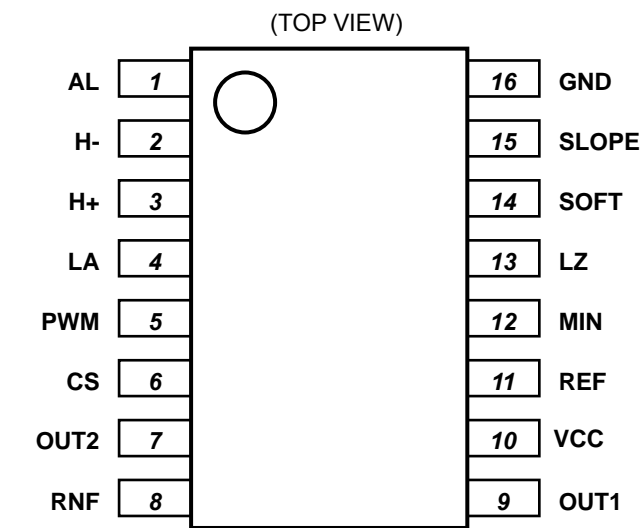 (TOP VIEW)
AL 1 16 GND
H- 2 15 SLOPE
H+ 3 14 SOFT
LA 4 13 LZ
PWM 5 12 MIN
CS 6 11 REF
OUT2 7 10 VCC
RNF 8 9 OUT1